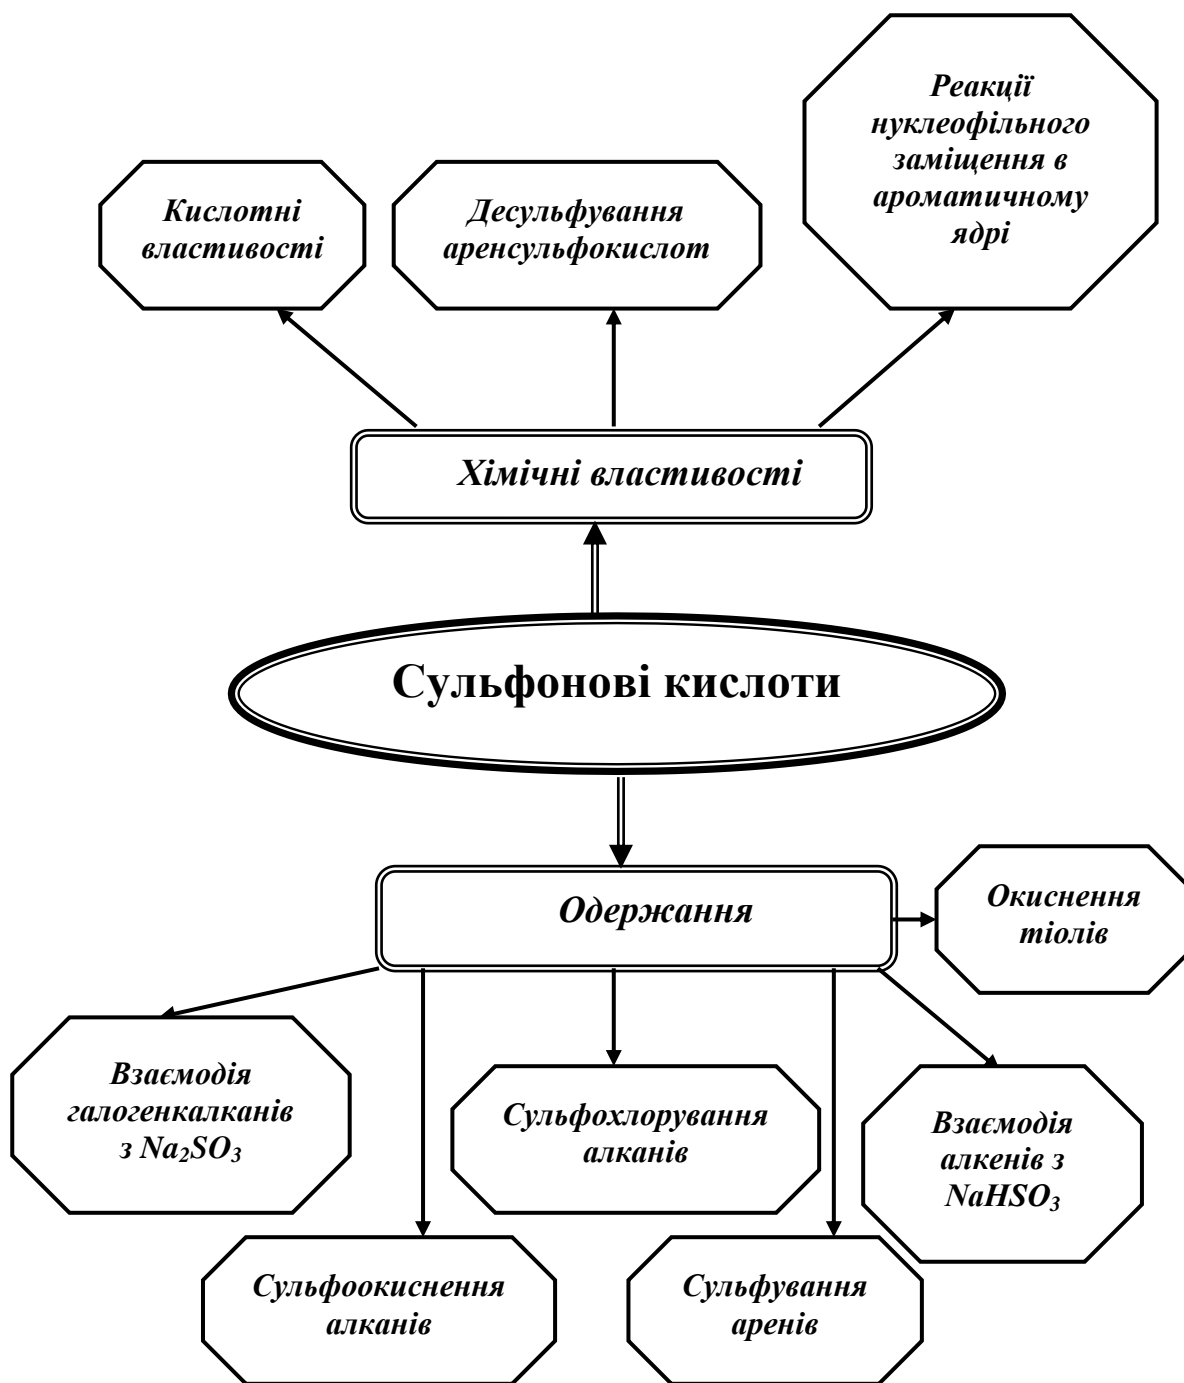 Реакції
нуклеофільного
заміщення в
ароматичному
ядрі
Кислотні
властивості
Десульфування
аренсульфокислот
Хімічні властивості
Сульфонові кислоти
Одержання
Окиснення
тіолів
Взаємодія
галогенкалканів
з Na₂SO₃
Сульфохлорування
алканів
Взаємодія
алкенів з
NaHSO₃
Сульфоокиснення
алканів
Сульфування
аренів